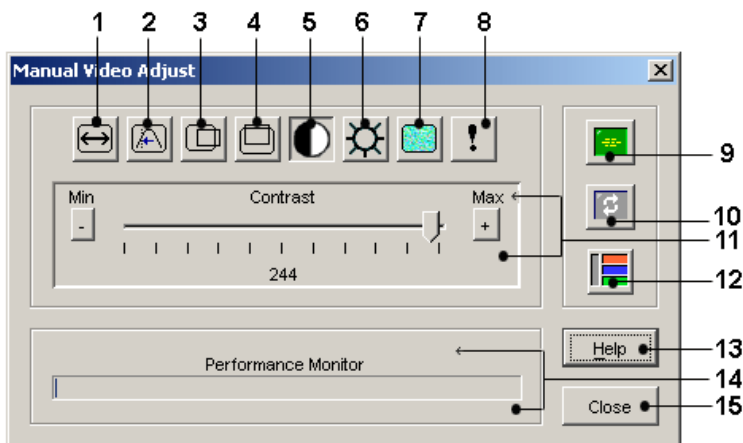 1 2 3 4 5 6 7 8
Manual Video Adjust
!
9
Min Contrast Max
- +
10
11
244
12
Help 13
Performance Monitor
14
Close 15